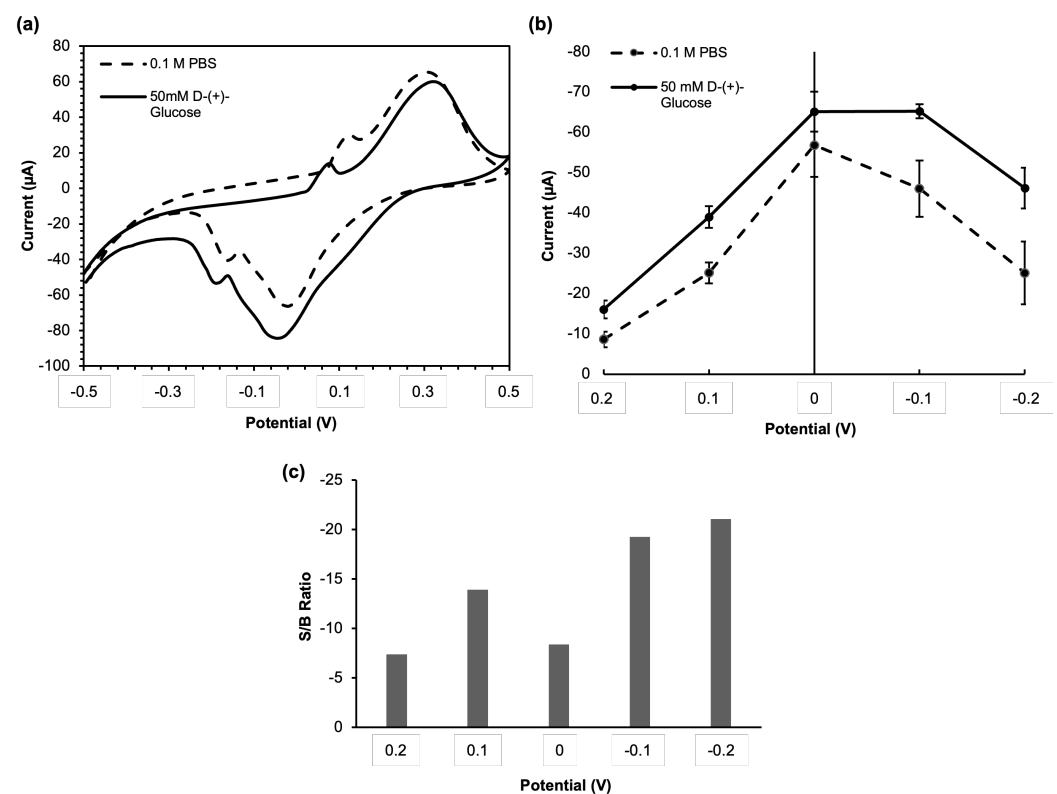 (a)
80
60
40
20
0
-20
-40
-60
-80
-100
Current (µA)
0.1 M PBS
50mM D-(+)-
Glucose
-0.5
-0.3
-0.1
0.1
0.3
0.5
Potential (V)
(b)
-80
-70
-60
-50
-40
-30
-20
-10
0
Current (µA)
0.1 M PBS
50 mM D-(+)-
Glucose
0.2
0.1
0
-0.1
-0.2
Potential (V)
(c)
-25
-20
-15
-10
-5
0
S/B Ratio
0.2
0.1
0
-0.1
-0.2
Potential (V)